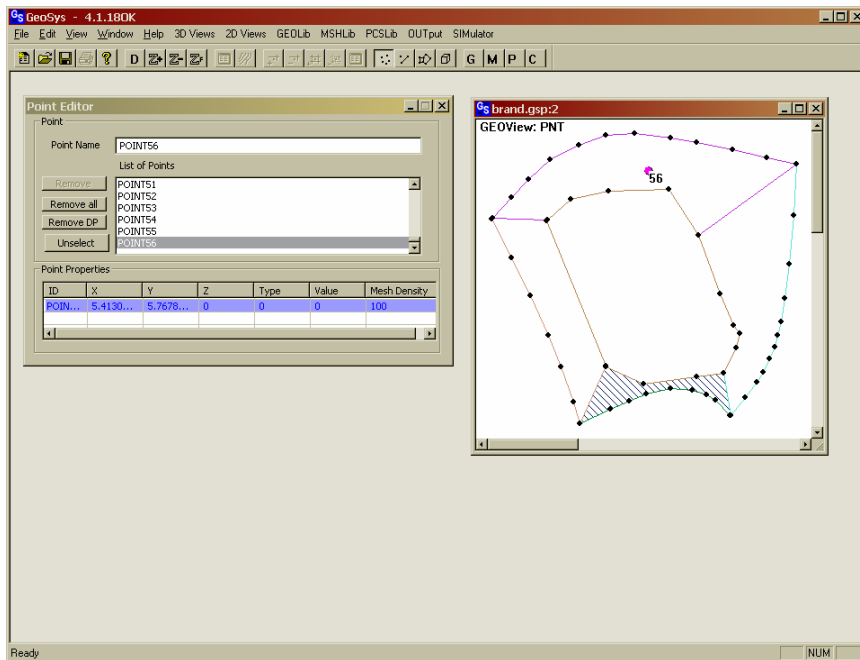 GS GeoSys - 4.1.18OK
File Edit View Window Help 3D Views 2D Views GEOLib MSHLib PCSLib OUTput SIMulator
D Z+ Z- Zr G M P C
Point Editor
Point
Point Name POINT56
List of Points
Remove
Remove all
Remove DP
Unselect
POINT51
POINT52
POINT53
POINT54
POINT55
POINT56
Point Properties
ID X Y Z Type Value Mesh Density
POIN... 5.4130... 5.7678... 0 0 0 100
GS brand.gsp:2
GEOView: PNT
56
Ready
NUM